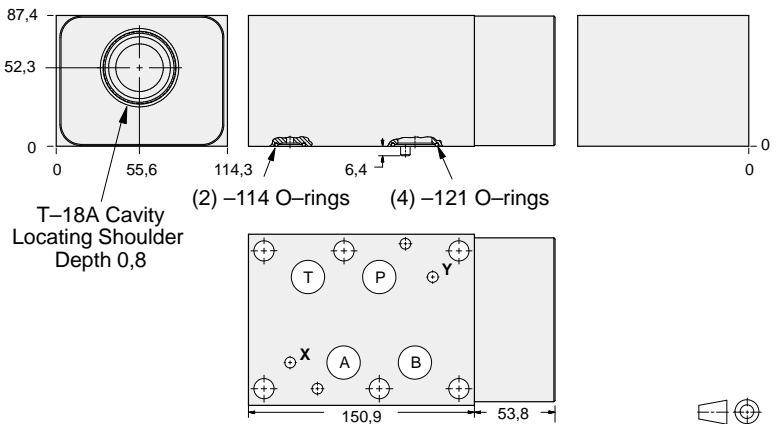 87,4
52,3
0
0
55,6
114,3
T–18A Cavity
Locating Shoulder
Depth 0,8
6,4
(2) –114 O–rings
(4) –121 O–rings
0
0
T
P
Y
X
A
B
150,9
53,8